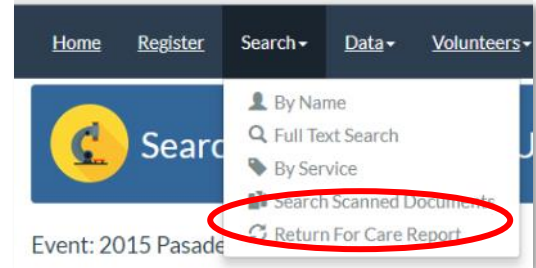 Home Register Search Data Volunteers
By Name
Searc
Full Text Search
By Service
Search Scanned Documents
Event: 2015 Pasade
Return For Care Report